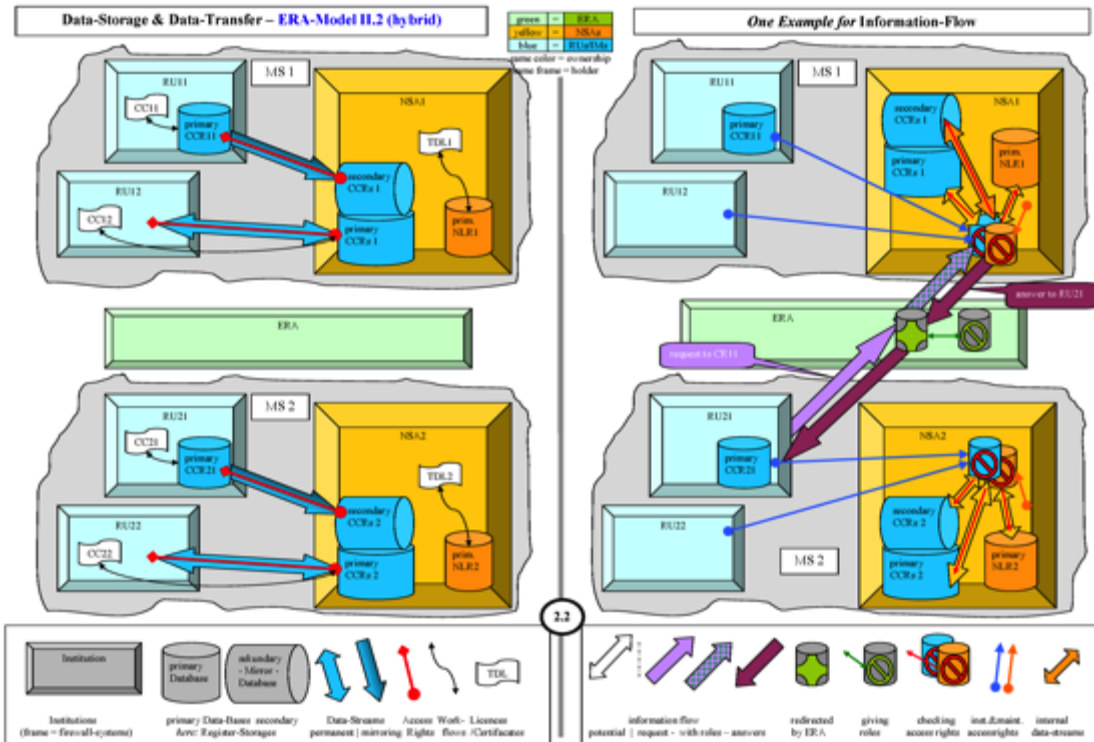 Data-Storage & Data-Transfer – ERA-Model II.2 (hybrid)
green = ERA
yellow = NSAs
blue = RUs/IMs
same color = ownership
same frame = holder
One Example for Information-Flow
RU11
MS 1
CC11
primary
CCR11
NSA1
TDL1
secondary
CCRs 1
RU12
CC12
primary
CCRs 1
prim.
NLR1
ERA
RU21
MS 2
CC21
primary
CCR21
NSA2
TDL2
secondary
CCRs 2
RU22
CC22
primary
CCRs 2
prim.
NLR2
RU11
MS 1
primary
CCR11
NSA1
secondary
CCRs 1
primary
CCRs 1
prim.
NLR1
RU12
answer to RU21
ERA
request to CR11
RU21
primary
CCR21
NSA2
RU22
secondary
CCRs 2
primary
CCRs 2
primary
NLR2
MS 2
2.2
Institution
primary
Database
sekundary
- Mirror -
Database
TDL
Institutions
(frame = firewall-systeme)
primary Data-Bases secondary
Register-Storages
Data-Streams
permanent | mirroring
Access
Rights
Work-
flows
Licences
/Certifacates
information flow
potential | request - with roles – answers
redirected
by ERA
giving
roles
checking
access rights
inst.&maint.
accessrights
internal
data-streams